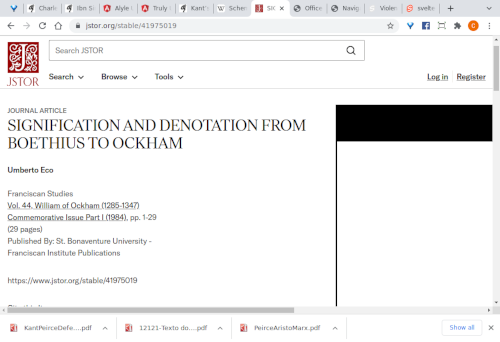 Chari
Ibn Si
Alyle
Truly
Kant's
Scher
SI
Office
Navig
Violen
svelte
jstor.org/stable/41975019
C
JSTOR
Search JSTOR
Search
Browse
Tools
Log in
Register
JOURNAL ARTICLE
SIGNIFICATION AND DENOTATION FROM
BOETHIUS TO OCKHAM
Umberto Eco
Franciscan Studies
Vol. 44, William of Ockham (1285-1347)
Commemorative Issue Part I (1984), pp. 1-29
(29 pages)
Published By: St. Bonaventure University -
Franciscan Institute Publications
https://www.jstor.org/stable/41975019
KantPeirceDefe....pdf
12121-Texto do....pdf
PeirceAristoMarx.pdf
Show all